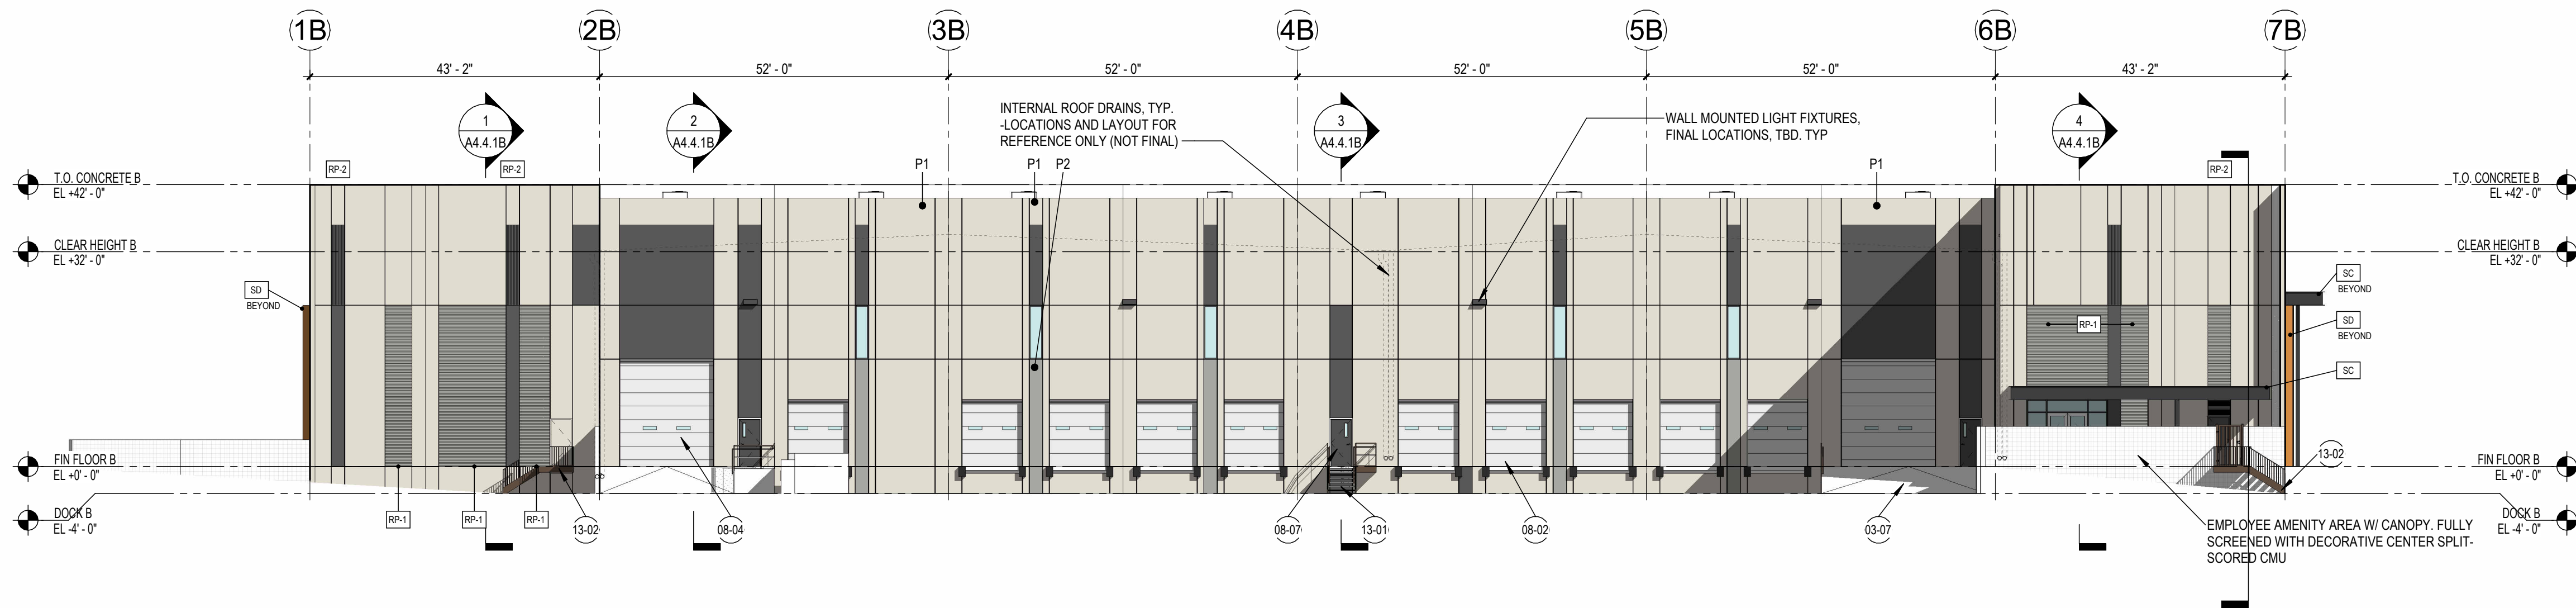 (1B) (2B) (3B) (4B) (5B) (6B) (7B)
43' - 2" 52' - 0" 52' - 0" 52' - 0" 52' - 0" 43' - 2"
1
A4.4.1B
2
A4.4.1B
INTERNAL ROOF DRAINS, TYP.
-LOCATIONS AND LAYOUT FOR
REFERENCE ONLY (NOT FINAL)
3
A4.4.1B
WALL MOUNTED LIGHT FIXTURES,
FINAL LOCATIONS, TBD. TYP
4
A4.4.1B
RP-2 RP-2 P1 P1 P2 P1 RP-2
T.O. CONCRETE B
EL +42' - 0"
T.O. CONCRETE B
EL +42' - 0"
CLEAR HEIGHT B
EL +32' - 0"
CLEAR HEIGHT B
EL +32' - 0"
SD
BEYOND
SC
BEYOND
RP-1
SD
BEYOND
SC
FIN FLOOR B
EL +0' - 0"
13-02
FIN FLOOR B
EL +0' - 0"
DOCK B
EL -4' - 0"
DOCK B
EL -4' - 0"
RP-1 RP-1 RP-1 13-02 08-04 08-07 13-01 08-02 03-07
EMPLOYEE AMENITY AREA W/ CANOPY. FULLY
SCREENED WITH DECORATIVE CENTER SPLIT-
SCORED CMU